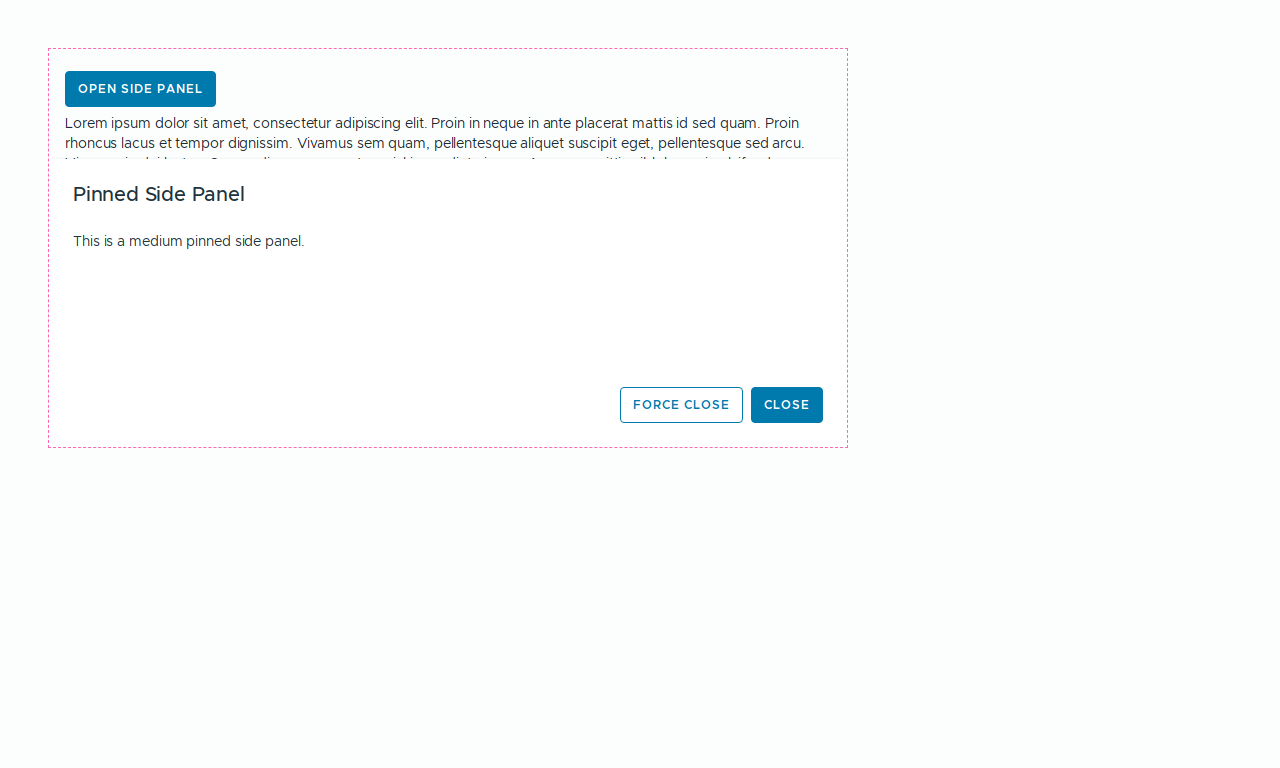 OPEN SIDE PANEL
Lorem ipsum dolor sit amet, consectetur adipiscing elit. Proin in neque in ante placerat mattis id sed quam. Proin
rhoncus lacus et tempor dignissim. Vivamus sem quam, pellentesque aliquet suscipit eget, pellentesque sed arcu.
Pinned Side Panel
This is a medium pinned side panel.
FORCE CLOSE
CLOSE